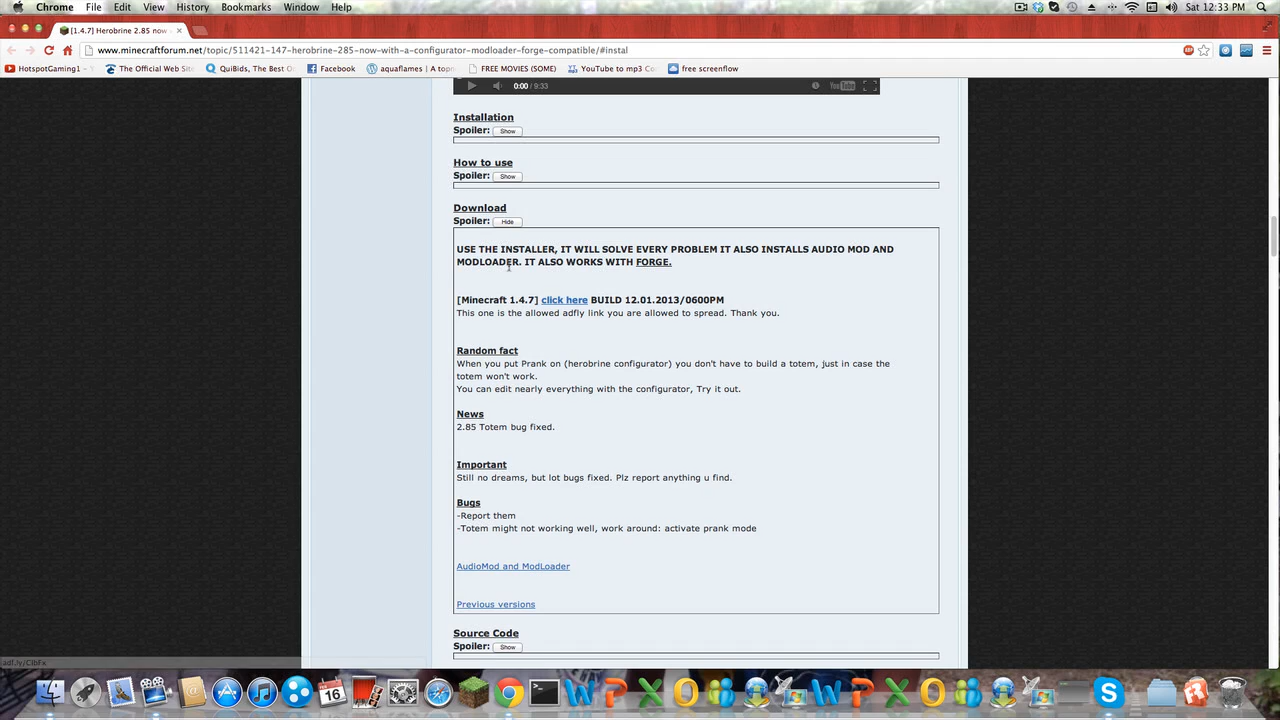 Chrome File Edit View History Bookmarks Window Help Sat 12:33 PM
[1.4.7] Herobrine 2.85 now
www.minecraftforum.net/topic/511421-147-herobrine-285-now-with-a-configurator-modloader-forge-compatible/#instal
HotspotGaming1 - The Official Web Sit QuiBids, The Best O Facebook aquaflames | A top FREE MOVIES (SOME) YouTube to mp3 Co free screenflow
0:00 / 9:33 YouTube
Installation
Spoiler: Show
How to use
Spoiler: Show
Download
Spoiler: Hide
USE THE INSTALLER, IT WILL SOLVE EVERY PROBLEM IT ALSO INSTALLS AUDIO MOD AND
MODLOADER. IT ALSO WORKS WITH FORGE.
[Minecraft 1.4.7] click here BUILD 12.01.2013/0600PM
This one is the allowed adfly link you are allowed to spread. Thank you.
Random fact
When you put Prank on (herobrine configurator) you don't have to build a totem, just in case the
totem won't work.
You can edit nearly everything with the configurator, Try it out.
News
2.85 Totem bug fixed.
Important
Still no dreams, but lot bugs fixed. Plz report anything u find.
Bugs
-Report them
-Totem might not working well, work around: activate prank mode
AudioMod and ModLoader
Previous versions
Source Code
Spoiler: Show
adf.ly/CibFx
16